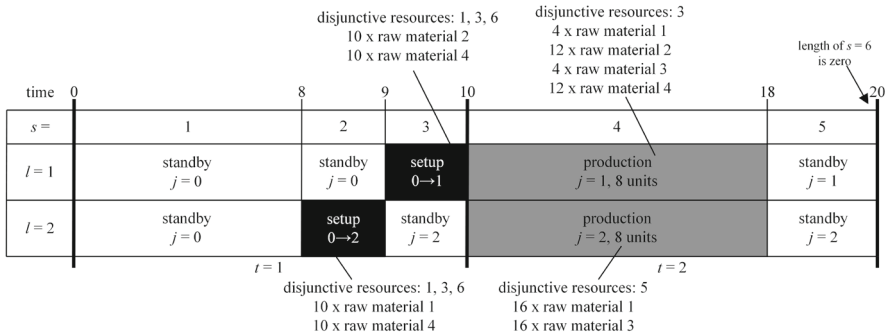 disjunctive resources: 1, 3, 6
10 x raw material 2
10 x raw material 4
disjunctive resources: 3
4 x raw material 1
12 x raw material 2
4 x raw material 3
12 x raw material 4
length of s = 6
is zero
time 0 8 9 10 18 20
s = 1 2 3 4 5
l = 1 standby standby setup production standby
j = 0 j = 0 0→1 j = 1, 8 units j = 1
l = 2 standby setup standby production standby
j = 0 0→2 j = 2 j = 2, 8 units j = 2
t = 1 t = 2
disjunctive resources: 1, 3, 6
10 x raw material 1
10 x raw material 4
disjunctive resources: 5
16 x raw material 1
16 x raw material 3